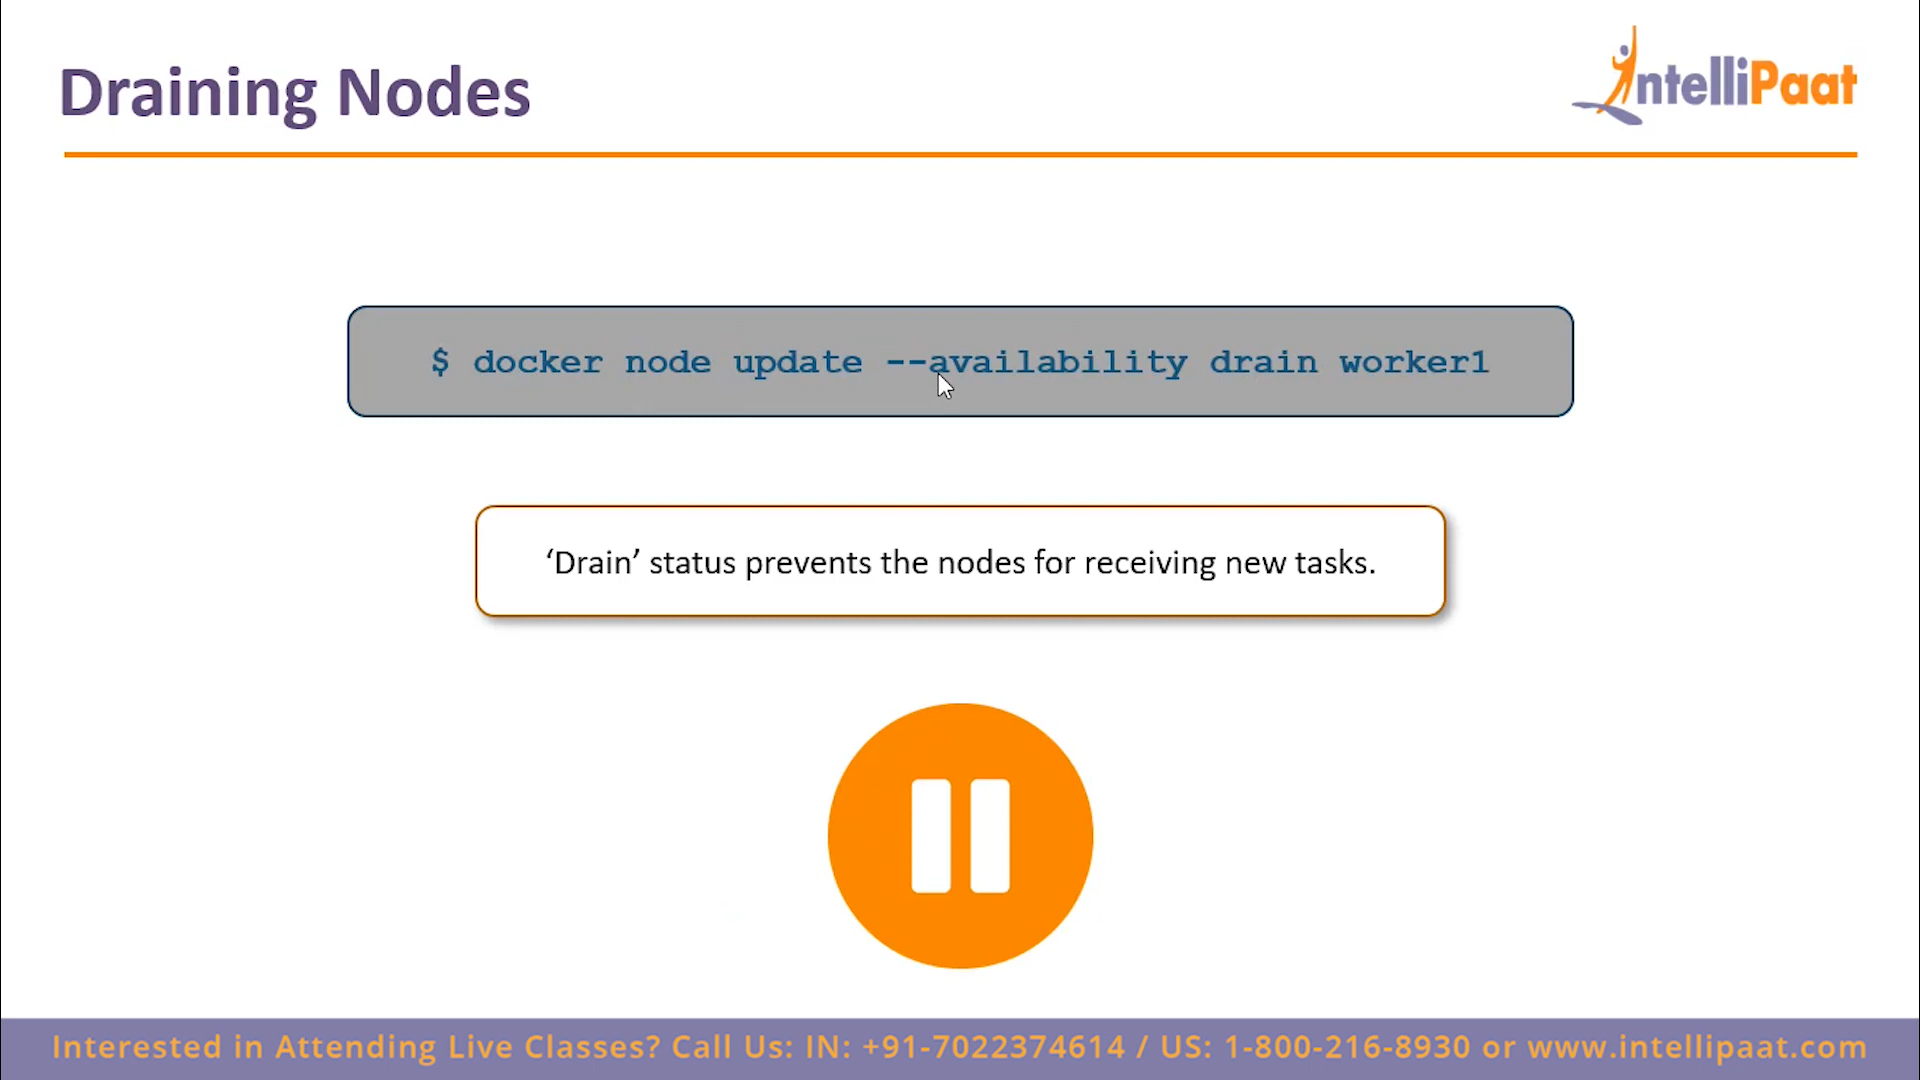 Draining Nodes
IntelliPaat
$ docker node update --availability drain worker1
‘Drain’ status prevents the nodes for receiving new tasks.
Interested in Attending Live Classes? Call Us: IN: +91-7022374614 / US: 1-800-216-8930 or www.intellipaat.com